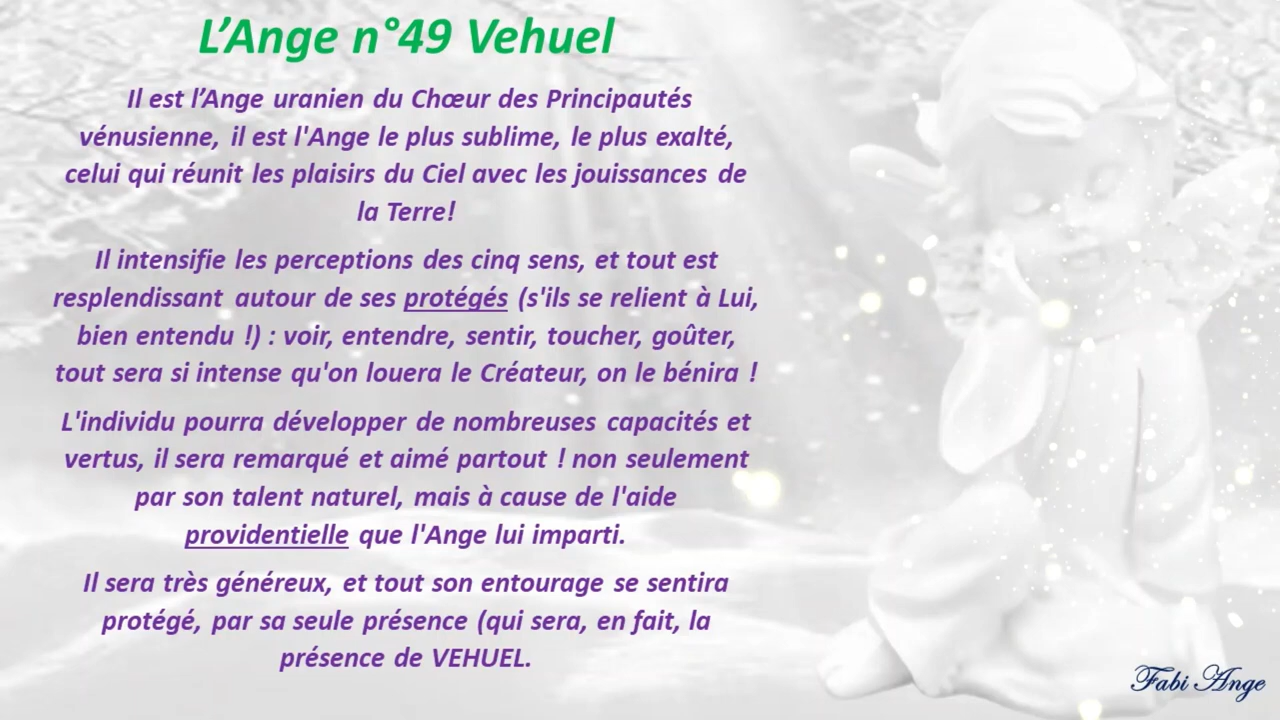 L’Ange n°49 Vehuel
Il est l’Ange uranien du Chœur des Principautés
vénusienne, il est l'Ange le plus sublime, le plus exalté,
celui qui réunit les plaisirs du Ciel avec les jouissances de
la Terre!
Il intensifie les perceptions des cinq sens, et tout est
resplendissant autour de ses protégés (s'ils se relient à Lui,
bien entendu !) : voir, entendre, sentir, toucher, goûter,
tout sera si intense qu'on louera le Créateur, on le bénira !
L'individu pourra développer de nombreuses capacités et
vertus, il sera remarqué et aimé partout ! non seulement
par son talent naturel, mais à cause de l'aide
providentielle que l'Ange lui imparti.
Il sera très généreux, et tout son entourage se sentira
protégé, par sa seule présence (qui sera, en fait, la
présence de VEHUEL.
Fabi Ange